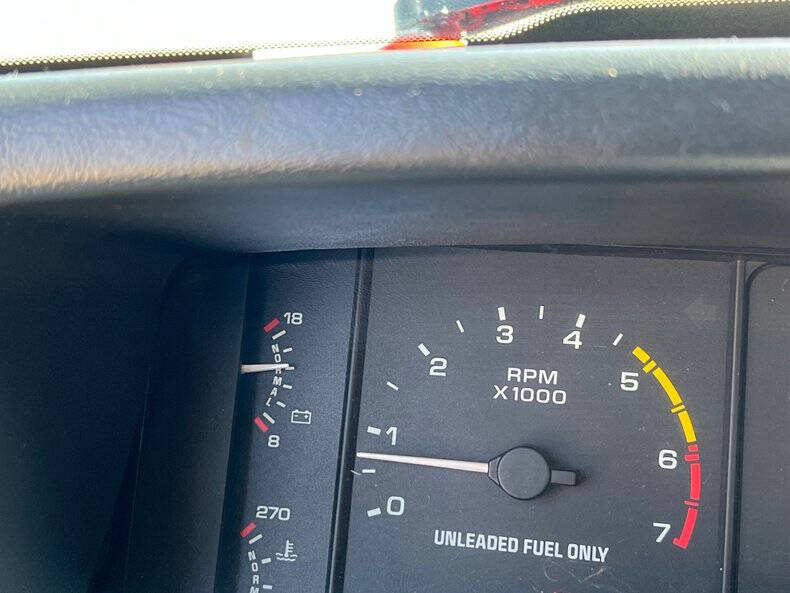 18
NORMAL
8
270
NORM
0
1
2
3
4
5
6
7
RPM
X1000
UNLEADED FUEL ONLY